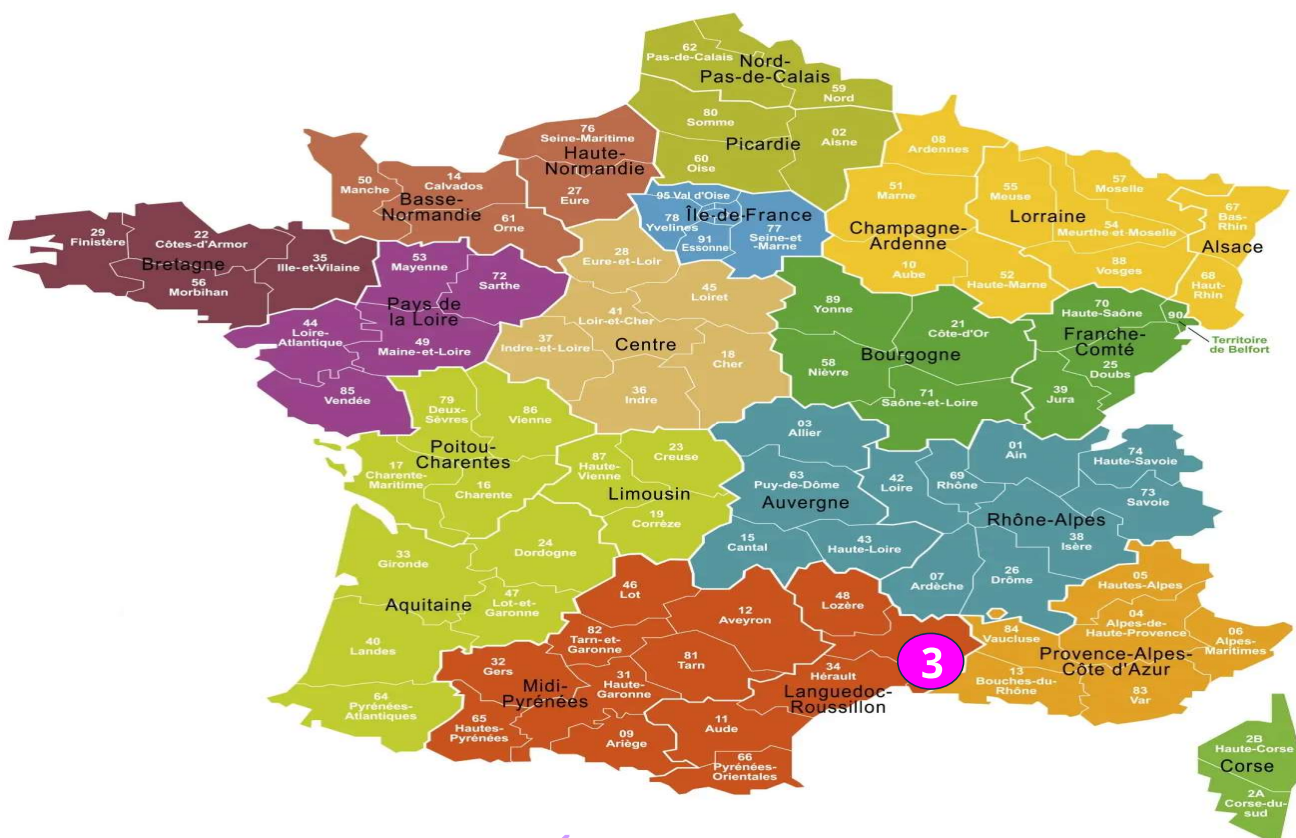 62
Pas-de-Calais
Nord-
Pas-de-Calais
59
Nord
80
Somme
02
Aisne
Picardie
60
Oise
76
Seine-Maritime
Haute-
Normandie
27
Eure
50
Manche
14
Calvados
Basse-
Normandie
61
Orne
95 Val d'Oise
Île-de-France
78
Yvelines
91
Essonne
77
Seine-et
-Marne
08
Ardennes
51
Marne
Champagne-
Ardenne
10
Aube
52
Haute-Marne
55
Meuse
57
Moselle
Lorraine
54
Meurthe-et-Moselle
88
Vosges
67
Bas-
Rhin
Alsace
68
Haut-
Rhin
29
Finistère
22
Côtes-d'Armor
Bretagne
35
Ille-et-Vilaine
56
Morbihan
53
Mayenne
72
Sarthe
Pays de
la Loire
44
Loire-
Atlantique
49
Maine-et-Loire
85
Vendée
28
Eure-et-Loir
45
Loiret
41
Loir-et-Cher
37
Indre-et-Loire
Centre
18
Cher
36
Indre
89
Yonne
21
Côte-d'Or
Bourgogne
58
Nièvre
71
Saône-et-Loire
70
Haute-Saône
90
Territoire
de Belfort
Franche-
Comté
25
Doubs
39
Jura
79
Deux-
Sèvres
86
Vienne
Poitou-
Charentes
17
Charente-
Maritime
16
Charente
23
Creuse
87
Haute-
Vienne
Limousin
19
Corrèze
03
Allier
63
Puy-de-Dôme
Auvergne
15
Cantal
43
Haute-Loire
42
Loire
69
Rhône
01
Ain
74
Haute-Savoie
73
Savoie
Rhône-Alpes
38
Isère
07
Ardèche
26
Drôme
24
Dordogne
33
Gironde
47
Lot-et-
Garonne
Aquitaine
40
Landes
64
Pyrénées-
Atlantiques
46
Lot
12
Aveyron
82
Tarn-et-
Garonne
32
Gers
81
Tarn
31
Haute-
Garonne
Midi-
Pyrénées
65
Hautes-
Pyrénées
09
Ariège
48
Lozère
3
34
Hérault
Languedoc-
Roussillon
11
Aude
66
Pyrénées-
Orientales
05
Hautes-Alpes
04
Alpes-de-
Haute-Provence
06
Alpes-
Maritimes
84
Vaucluse
Provence-Alpes-
Côte d'Azur
13
Bouches-du-
Rhône
83
Var
2B
Haute-Corse
Corse
2A
Corse-du-
sud